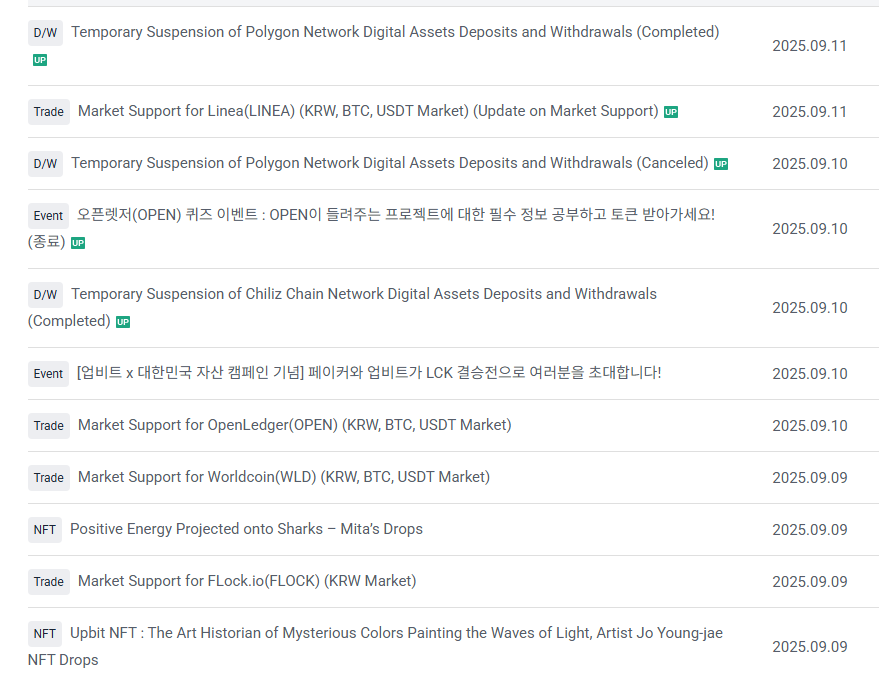 D/W Temporary Suspension of Polygon Network Digital Assets Deposits and Withdrawals (Completed)
UP
2025.09.11
Trade Market Support for Linea(LINEA) (KRW, BTC, USDT Market) (Update on Market Support) UP
2025.09.11
D/W Temporary Suspension of Polygon Network Digital Assets Deposits and Withdrawals (Canceled) UP
2025.09.10
Event 오픈렛저(OPEN) 퀴즈 이벤트 : OPEN이 들려주는 프로젝트에 대한 필수 정보 공부하고 토큰 받아가세요!
(종료) UP
2025.09.10
D/W Temporary Suspension of Chiliz Chain Network Digital Assets Deposits and Withdrawals
(Completed) UP
2025.09.10
Event [업비트 x 대한민국 자산 캠페인 기념] 페이커와 업비트가 LCK 결승전으로 여러분을 초대합니다!
2025.09.10
Trade Market Support for OpenLedger(OPEN) (KRW, BTC, USDT Market)
2025.09.10
Trade Market Support for Worldcoin(WLD) (KRW, BTC, USDT Market)
2025.09.09
NFT Positive Energy Projected onto Sharks – Mita’s Drops
2025.09.09
Trade Market Support for FLock.io(FLOCK) (KRW Market)
2025.09.09
NFT Upbit NFT : The Art Historian of Mysterious Colors Painting the Waves of Light, Artist Jo Young-jae
NFT Drops
2025.09.09